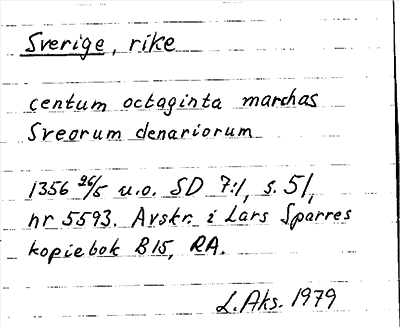 Sverige, rike
centum octaginta marchas
Sveorum denariorum
1356 26/5 u.o. SD 7:1, s. 51,
nr 5593. Avskr. i Lars Sparres
kopiebok B 15, RA.
L. Aks. 1979